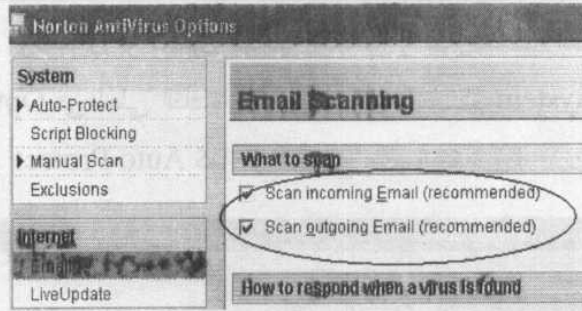 Norton AntiVirus Options
System
Auto-Protect
Script Blocking
Manual Scan
Exclusions
Internet
Email
LiveUpdate
Email Scanning
What to scan
Scan incoming Email (recommended)
Scan outgoing Email (recommended)
How to respond when a virus is found